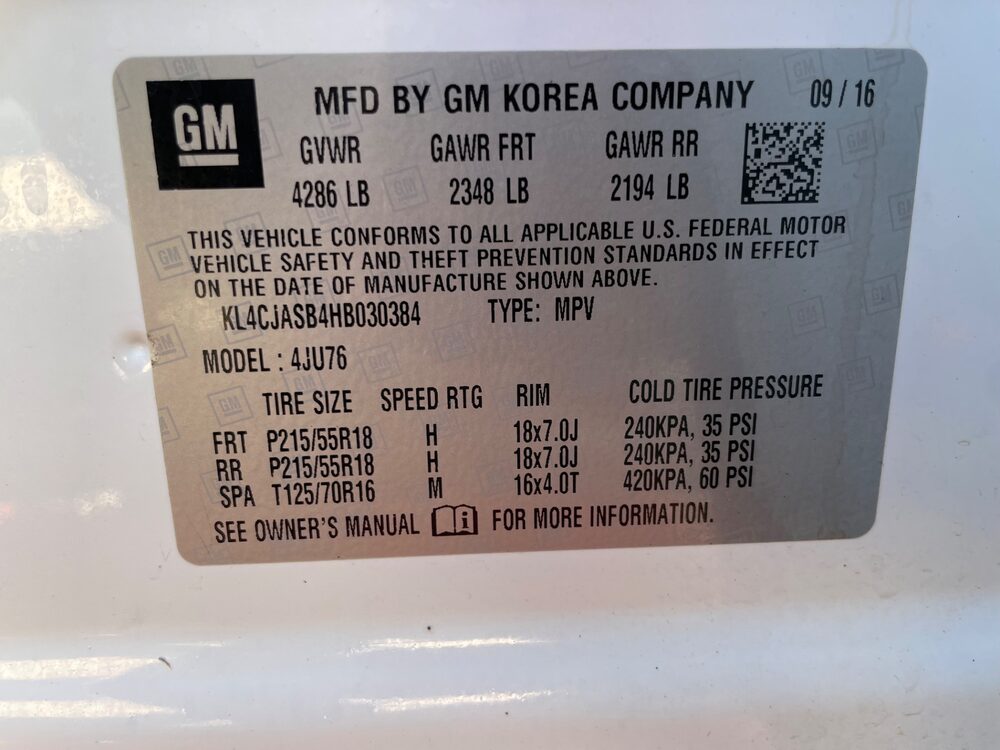 GM
MFD BY GM KOREA COMPANY 09 / 16
GVWR GAWR FRT GAWR RR
4286 LB 2348 LB 2194 LB
THIS VEHICLE CONFORMS TO ALL APPLICABLE U.S. FEDERAL MOTOR
VEHICLE SAFETY AND THEFT PREVENTION STANDARDS IN EFFECT
ON THE DATE OF MANUFACTURE SHOWN ABOVE.
KL4CJASB4HB030384 TYPE: MPV
MODEL : 4JU76
TIRE SIZE SPEED RTG RIM COLD TIRE PRESSURE
FRT P215/55R18 H 18x7.0J 240KPA, 35 PSI
RR P215/55R18 H 18x7.0J 240KPA, 35 PSI
SPA T125/70R16 M 16x4.0T 420KPA, 60 PSI
SEE OWNER'S MANUAL FOR MORE INFORMATION.